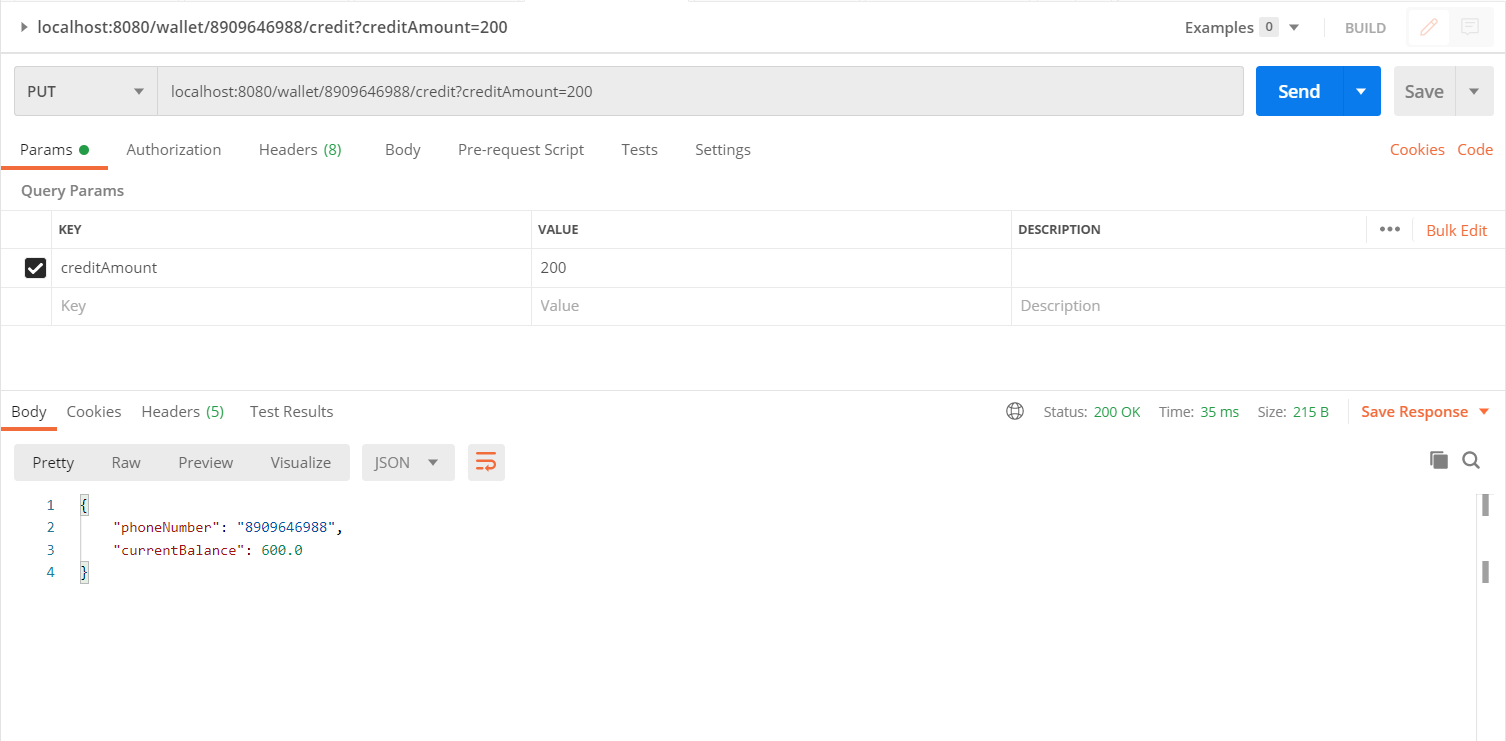 localhost:8080/wallet/8909646988/credit?creditAmount=200 Examples 0 BUILD
PUT localhost:8080/wallet/8909646988/credit?creditAmount=200 Send Save
Params Authorization Headers (8) Body Pre-request Script Tests Settings Cookies Code
Query Params
KEY VALUE DESCRIPTION ••• Bulk Edit
creditAmount 200
Key Value Description
Body Cookies Headers (5) Test Results Status: 200 OK Time: 35 ms Size: 215 B Save Response
Pretty Raw Preview Visualize JSON
1 {
2 "phoneNumber": "8909646988",
3 "currentBalance": 600.0
4 }